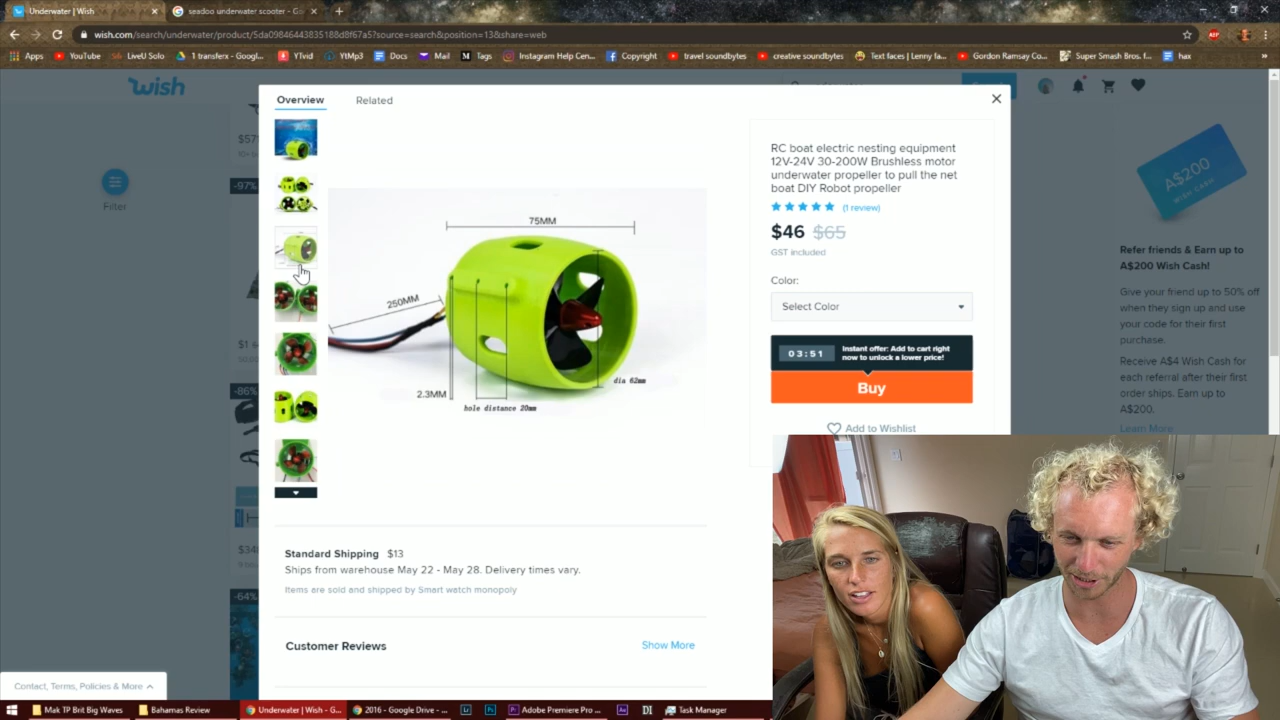 Underwater | Wish
seadoo underwater scooter - Go
wish.com/search/underwater/product/5da09846443835188d8f67a5?source=search&position=13&share=web
Apps
YouTube
LiveU Solo
1 transferx - Googl...
YTvid
YtMp3
Docs
Mail
Tags
Instagram Help Cen...
Copyright
travel soundbytes
creative soundbytes
Text faces | Lenny fa...
Gordon Ramsay Co...
Super Smash Bros. f...
hax
wish
Filter
-97%
-86%
-64%
Overview
Related
75MM
250MM
2.3MM
hole distance 20mm
dia 62mm
RC boat electric nesting equipment
12V-24V 30-200W Brushless motor
underwater propeller to pull the net
boat DIY Robot propeller
(1 review)
$46 $65
GST included
Color:
Select Color
03:51
Instant offer: Add to cart right
now to unlock a lower price!
Buy
Add to Wishlist
Standard Shipping $13
Ships from warehouse May 22 - May 28. Delivery times vary.
Items are sold and shipped by Smart watch monopoly
Customer Reviews
Show More
A$200
WISH CASH
Refer friends & Earn up to
A$200 Wish Cash!
Give your friend up to 50% off
when they sign up and use
your code for their first
purchase.
Receive A$4 Wish Cash for
each referral after their first
order ships. Earn up to
A$200.
Learn More
Contact, Terms, Policies & More
Mak TP Brit Big Waves
Bahamas Review
Underwater | Wish - G...
2016 - Google Drive -...
Adobe Premiere Pro ...
Task Manager